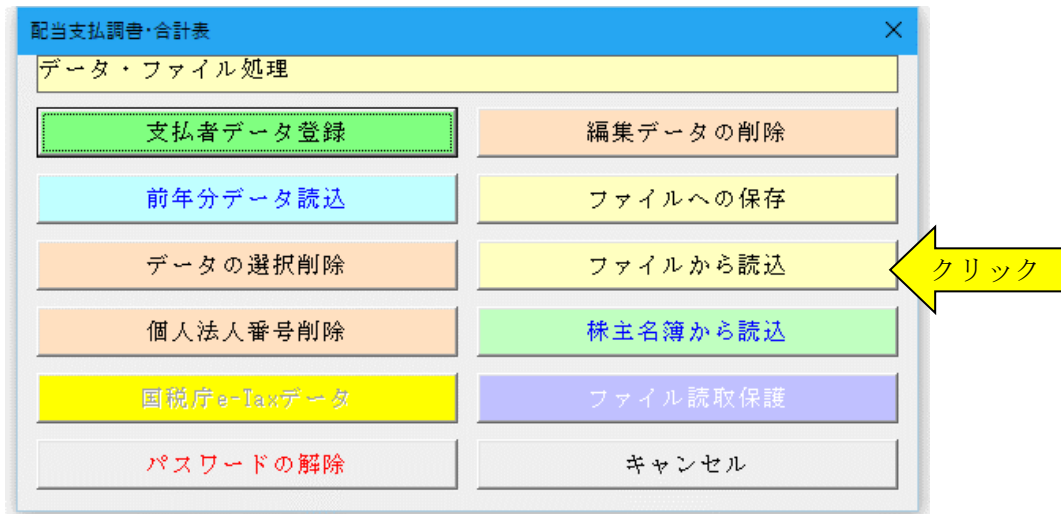 配当支払調書・合計表
データ・ファイル処理
支払者データ登録
編集データの削除
前年分データ読込
ファイルへの保存
データの選択削除
ファイルから読込
クリック
個人法人番号削除
株主名簿から読込
国税庁e-Taxデータ
ファイル読取保護
パスワードの解除
キャンセル